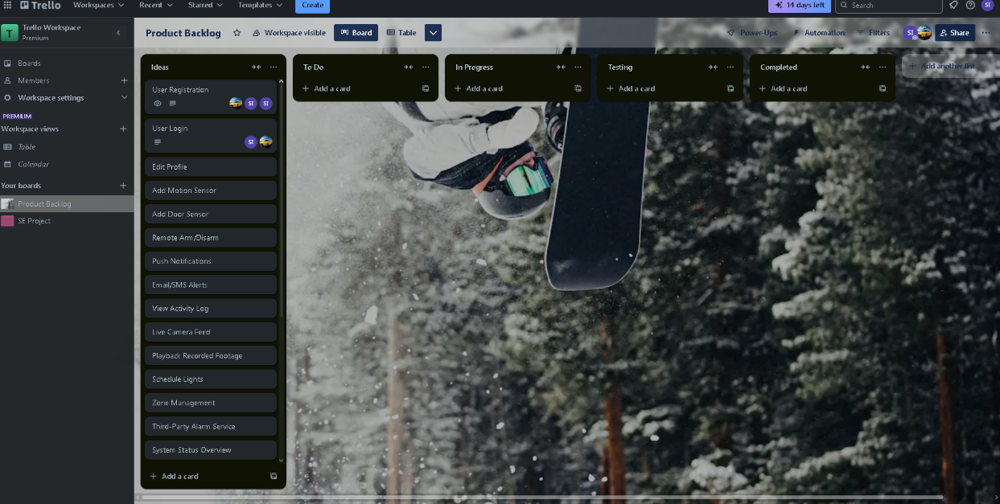 Trello
Workspaces
Recent
Starred
Templates
Create
14 days left
Search
SI
T
Trello Workspace
Premium
Boards
Members
Workspace settings
PREMIUM
Workspace views
Table
Calendar
Your boards
Product Backlog
SE Project
Product Backlog
Workspace visible
Board
Table
Power-Ups
Automation
Filters
SI
Share
Ideas
User Registration
SI
SI
User Login
SI
Edit Profile
Add Motion Sensor
Add Door Sensor
Remote Arm/Disarm
Push Notifications
Email/SMS Alerts
View Activity Log
Live Camera Feed
Playback Recorded Footage
Schedule Lights
Zone Management
Third-Party Alarm Service
System Status Overview
Add a card
To Do
Add a card
In Progress
Add a card
Testing
Add a card
Completed
Add a card
Add another list